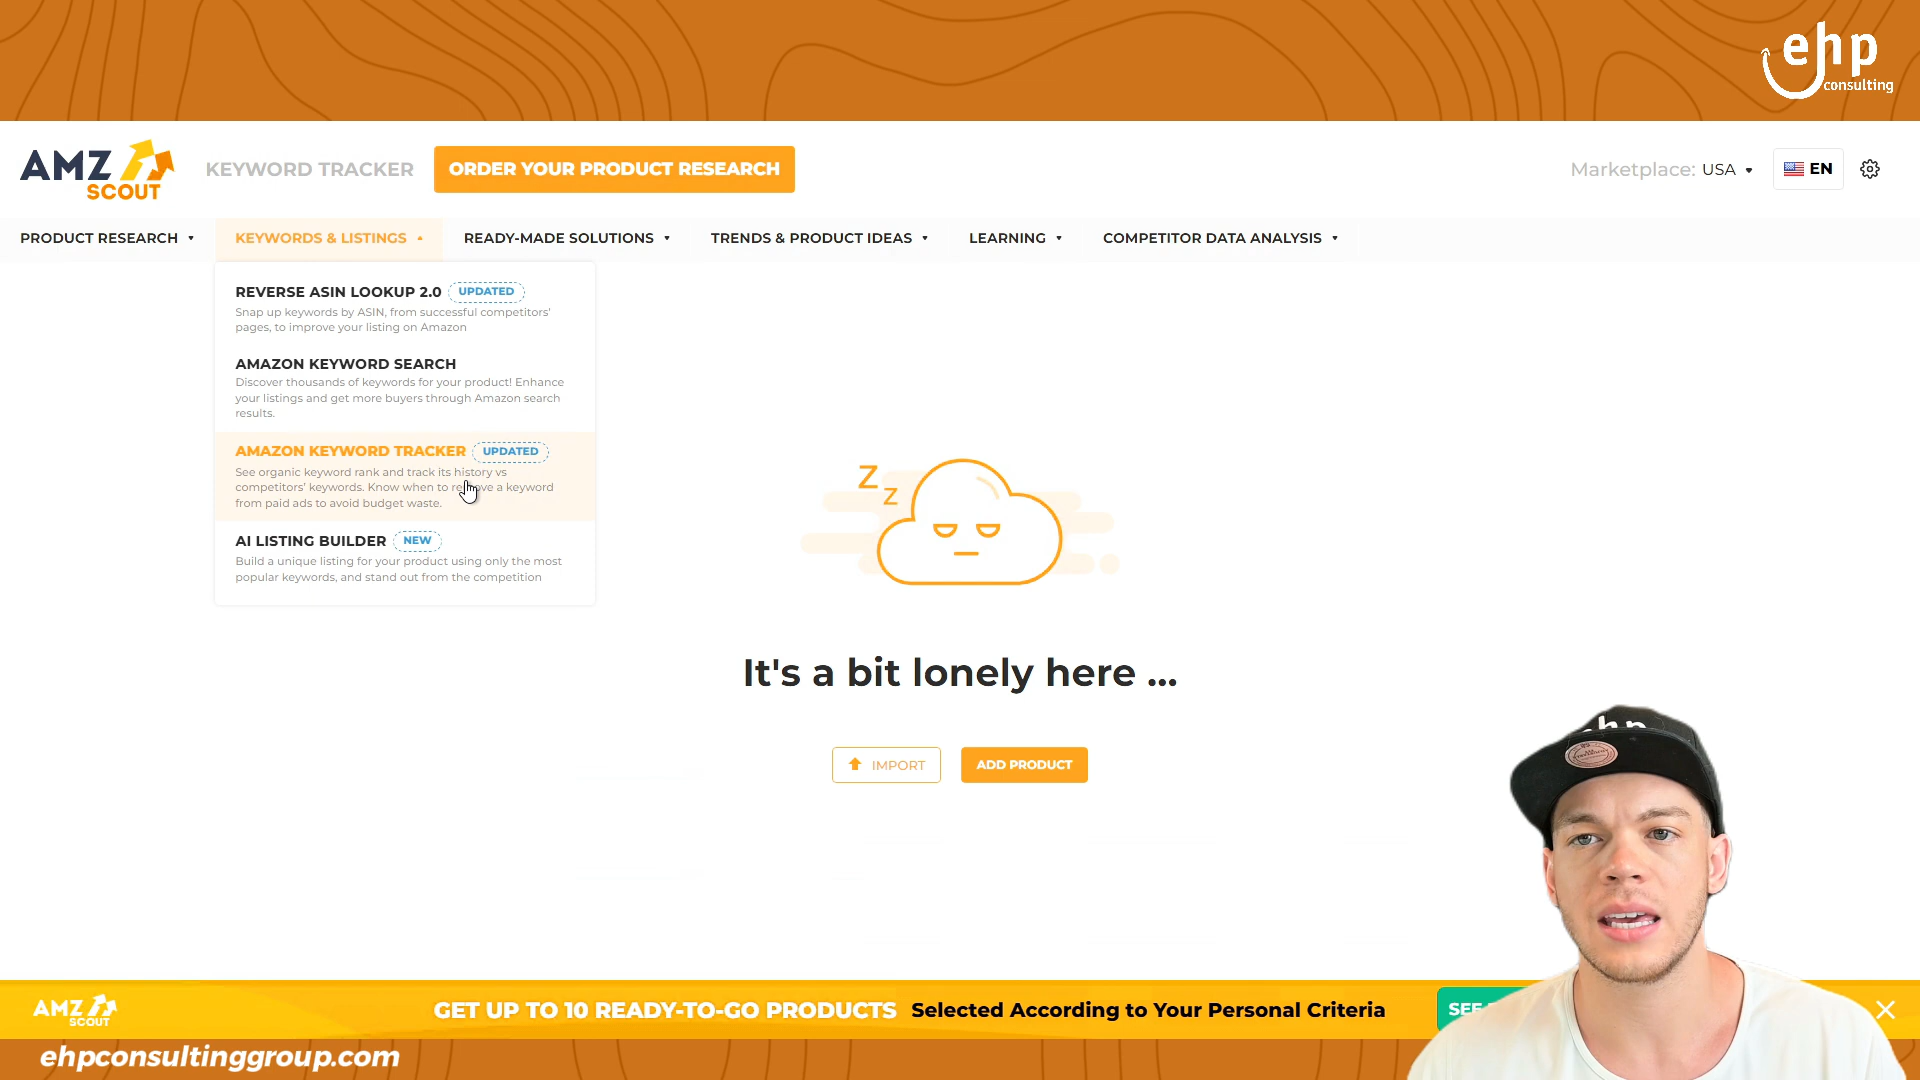 ehp
consulting
AMZ
SCOUT
KEYWORD TRACKER
ORDER YOUR PRODUCT RESEARCH
Marketplace: USA
EN
PRODUCT RESEARCH
KEYWORDS & LISTINGS
READY-MADE SOLUTIONS
TRENDS & PRODUCT IDEAS
LEARNING
COMPETITOR DATA ANALYSIS
REVERSE ASIN LOOKUP 2.0 UPDATED
Snap up keywords by ASIN, from successful competitors'
pages, to improve your listing on Amazon
AMAZON KEYWORD SEARCH
Discover thousands of keywords for your product! Enhance
your listings and get more buyers through Amazon search
results.
AMAZON KEYWORD TRACKER UPDATED
See organic keyword rank and track its history vs
competitors' keywords. Know when to remove a keyword
from paid ads to avoid budget waste.
AI LISTING BUILDER NEW
Build a unique listing for your product using only the most
popular keywords, and stand out from the competition
Z
Z
It's a bit lonely here ...
IMPORT
ADD PRODUCT
ehp
AMZ
SCOUT
GET UP TO 10 READY-TO-GO PRODUCTS Selected According to Your Personal Criteria
SEE
ehpconsultinggroup.com